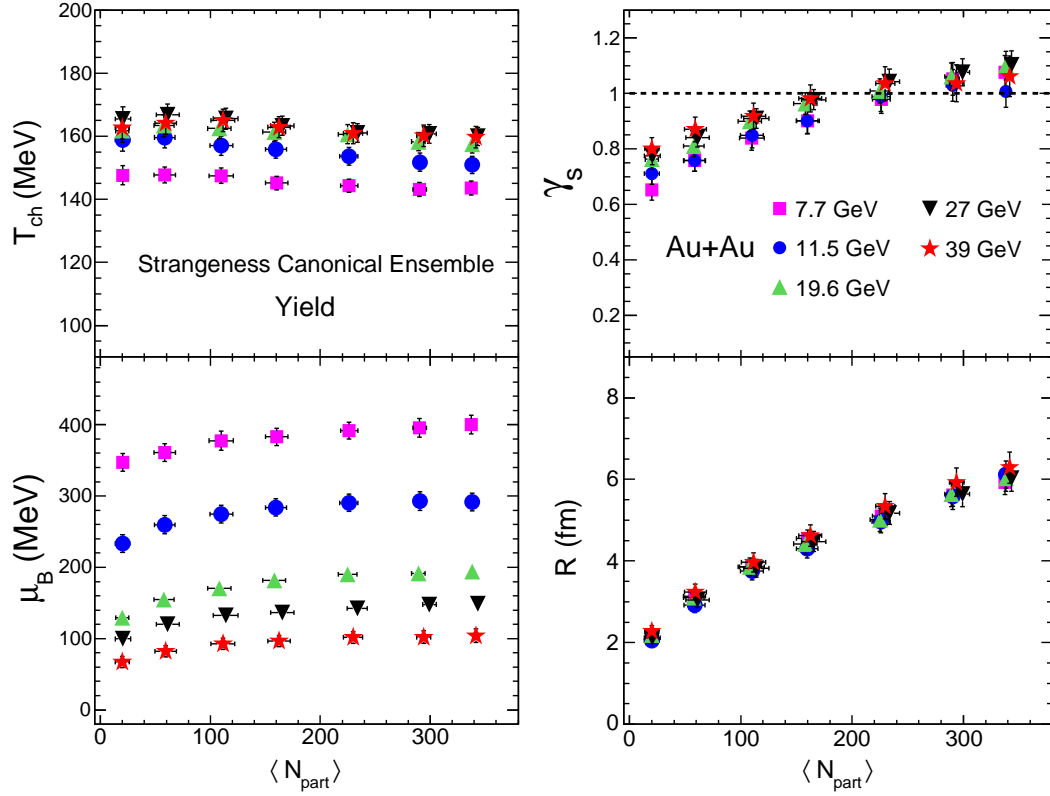 T_ch (MeV)
200
180
160
140
120
100
Strangeness Canonical Ensemble
Yield
γ_s
1.2
1
0.8
0.6
0.4
0.2
7.7 GeV
27 GeV
Au+Au
11.5 GeV
39 GeV
19.6 GeV
μ_B (MeV)
400
300
200
100
0
0 100 200 300
⟨ N_part ⟩
R (fm)
8
6
4
2
0
0 100 200 300
⟨ N_part ⟩